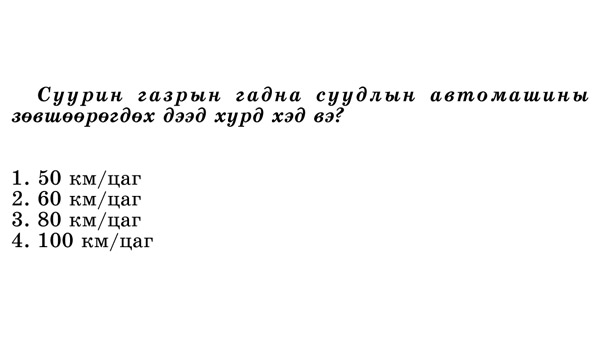 Суурин газрын гадна суудлын автомашины
зөвшөөрөгдөх дээд хурд хэд вэ?
1. 50 км/цаг
2. 60 км/цаг
3. 80 км/цаг
4. 100 км/цаг